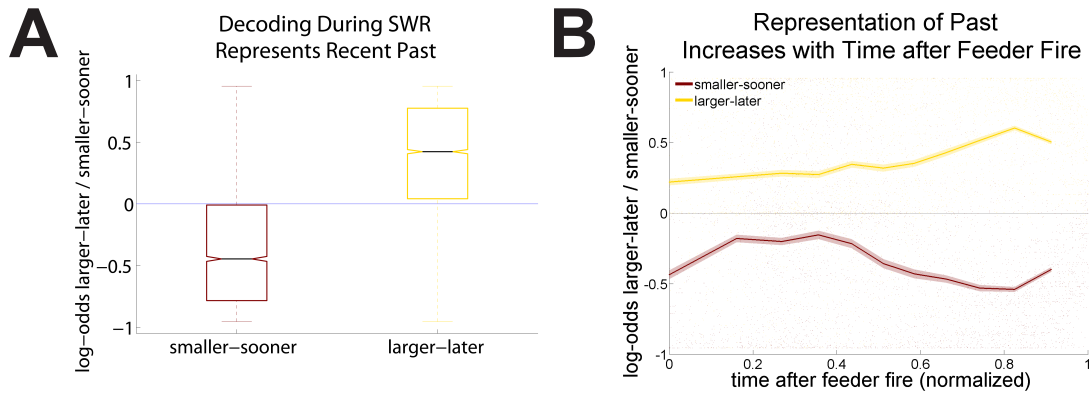 A
Decoding During SWR
Represents Recent Past
log−odds larger−later / smaller−sooner
1
0.5
0
−0.5
−1
smaller−sooner
larger−later
B
Representation of Past
Increases with Time after Feeder Fire
log-odds larger-later / smaller-sooner
1
0.5
0
-0.5
-1
smaller-sooner
larger-later
0
0.2
0.4
0.6
0.8
1
time after feeder fire (normalized)